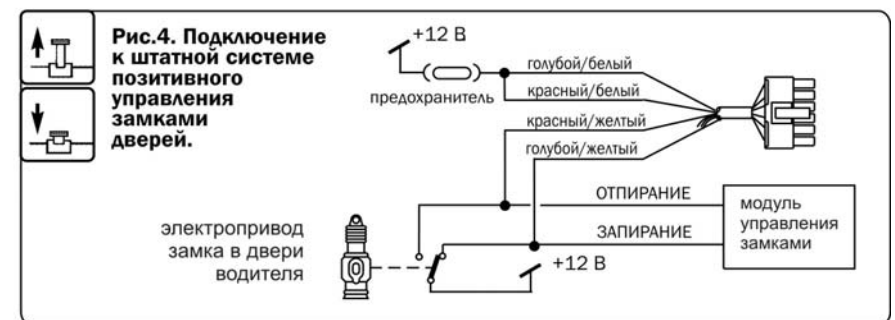 Рис.4. Подключение
к штатной системе
позитивного
управления
замками
дверей.
+12 В
предохранитель
голубой/белый
красный/белый
красный/желтый
голубой/желтый
ОТПИРАНИЕ
ЗАПИРАНИЕ
модуль
управления
замками
электропривод
замка в двери
водителя
+12 В